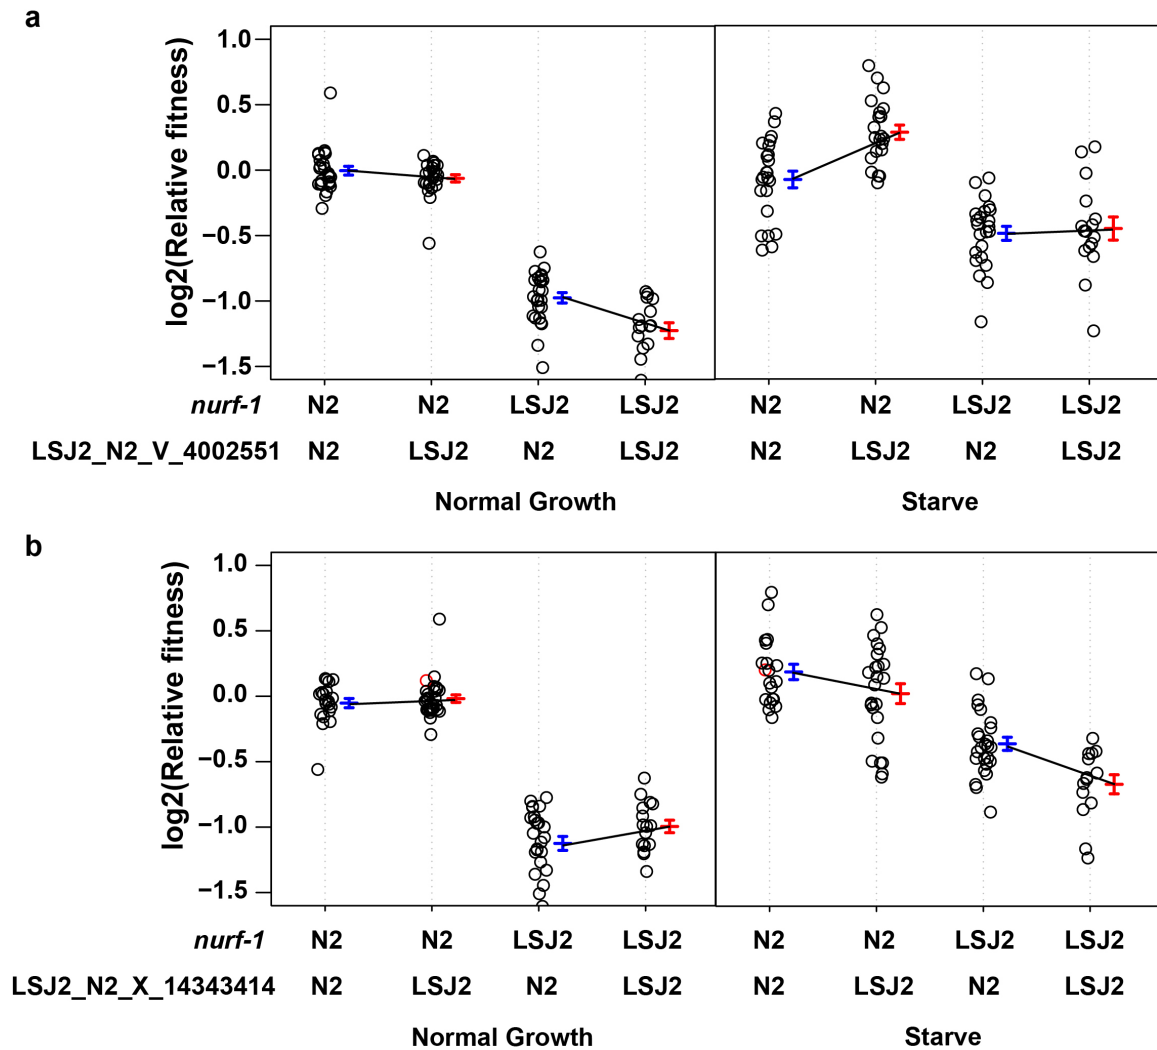 a
log2(Relative fitness)
1.0
0.5
0.0
−0.5
−1.0
−1.5
nurf-1 N2 N2 LSJ2 LSJ2 N2 N2 LSJ2 LSJ2
LSJ2_N2_V_4002551 N2 LSJ2 N2 LSJ2 N2 LSJ2 N2 LSJ2
Normal Growth Starve
b
log2(Relative fitness)
1.0
0.5
0.0
−0.5
−1.0
−1.5
nurf-1 N2 N2 LSJ2 LSJ2 N2 N2 LSJ2 LSJ2
LSJ2_N2_X_14343414 N2 LSJ2 N2 LSJ2 N2 LSJ2 N2 LSJ2
Normal Growth Starve